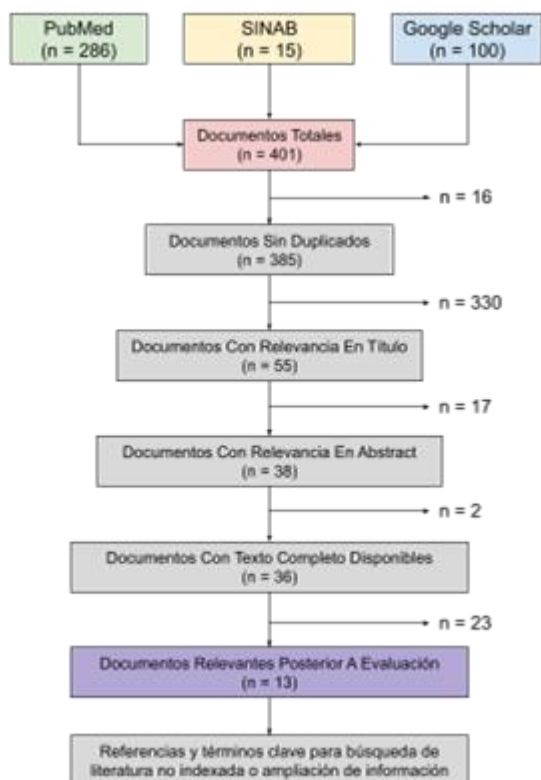 PubMed
(n = 286)
SINAB
(n = 15)
Google Scholar
(n = 100)
Documentos Totales
(n = 401)
n = 16
Documentos Sin Duplicados
(n = 385)
n = 330
Documentos Con Relevancia En Título
(n = 55)
n = 17
Documentos Con Relevancia En Abstract
(n = 38)
n = 2
Documentos Con Texto Completo Disponibles
(n = 36)
n = 23
Documentos Relevantes Posterior A Evaluación
(n = 13)
Referencias y términos clave para búsqueda de
literatura no indexada o ampliación de información